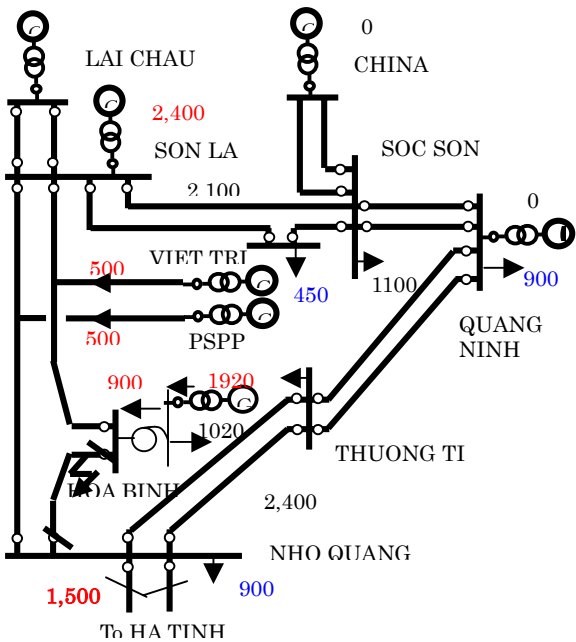 0
LAI CHAU
CHINA
2,400
SOC SON
SON LA
2,100
0
VIET TRI
500
450
1100
900
QUANG
NINH
500
PSPP
900
1920
1020
THUONG TI
HOA BINH
2,400
NHO QUANG
1,500
900
To HA TINH